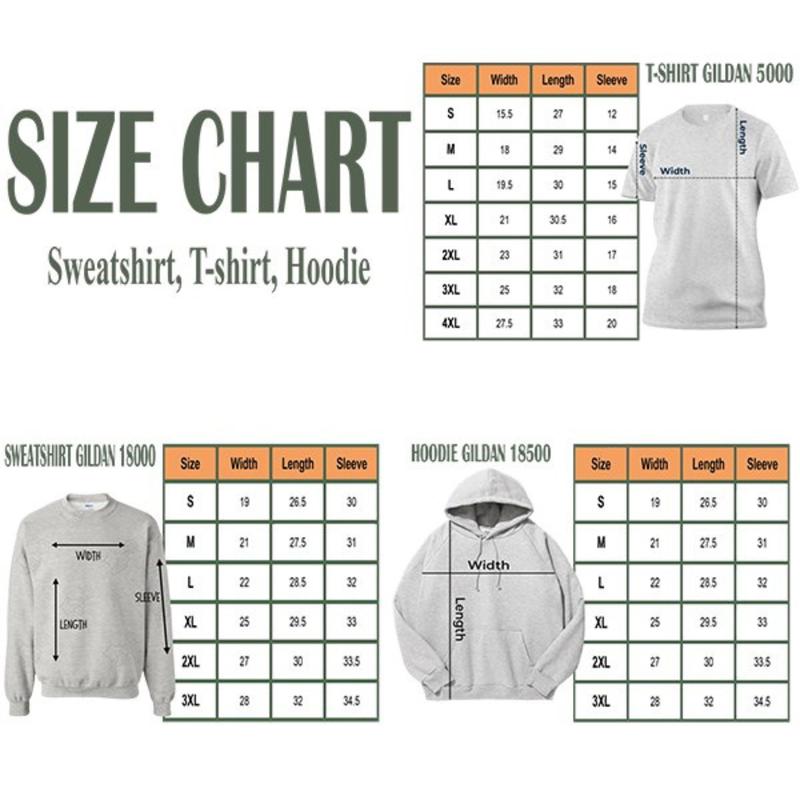 SIZE CHART
Sweatshirt, T-shirt, Hoodie
T-SHIRT GILDAN 5000
Size Width Length Sleeve
S 15.5 27 12
M 18 29 14
L 19.5 30 15
XL 21 30.5 16
2XL 23 31 17
3XL 25 32 18
4XL 27.5 33 20
Sleeve
Width
Length
SWEATSHIRT GILDAN 18000
WIDTH
LENGTH
SLEEVE
Size Width Length Sleeve
S 19 26.5 30
M 21 27.5 31
L 22 28.5 32
XL 25 29.5 33
2XL 27 30 33.5
3XL 28 32 34.5
HOODIE GILDAN 18500
Width
Length
Size Width Length Sleeve
S 19 26.5 30
M 21 27.5 31
L 22 28.5 32
XL 25 29.5 33
2XL 27 30 33.5
3XL 28 32 34.5